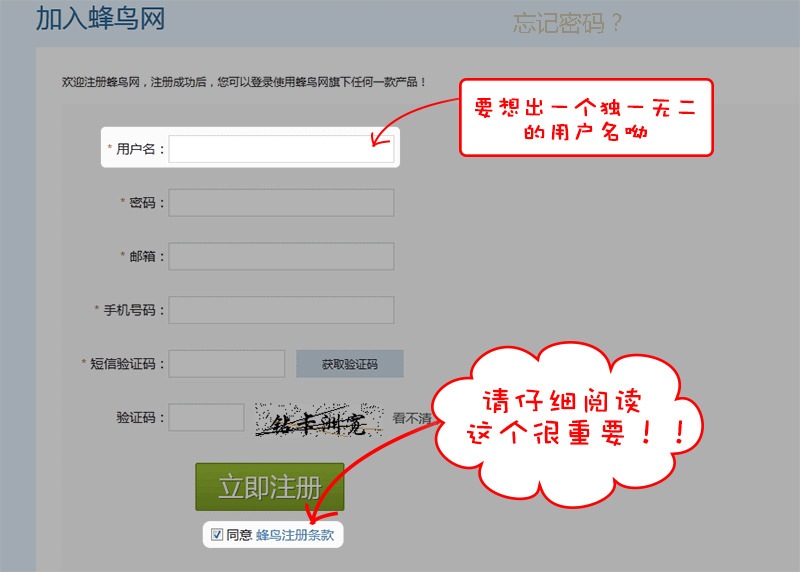 加入蜂鸟网
忘记密码？
欢迎注册蜂鸟网，注册成功后，您可以登录使用蜂鸟网旗下任何一款产品！
要想出一个独一无二
的用户名呦
* 用户名：
* 密码：
* 邮箱：
* 手机号码：
* 短信验证码：
获取验证码
请仔细阅读
这个很重要！！
验证码：
钻卡洲宽
看不清
立即注册
同意 蜂鸟注册条款